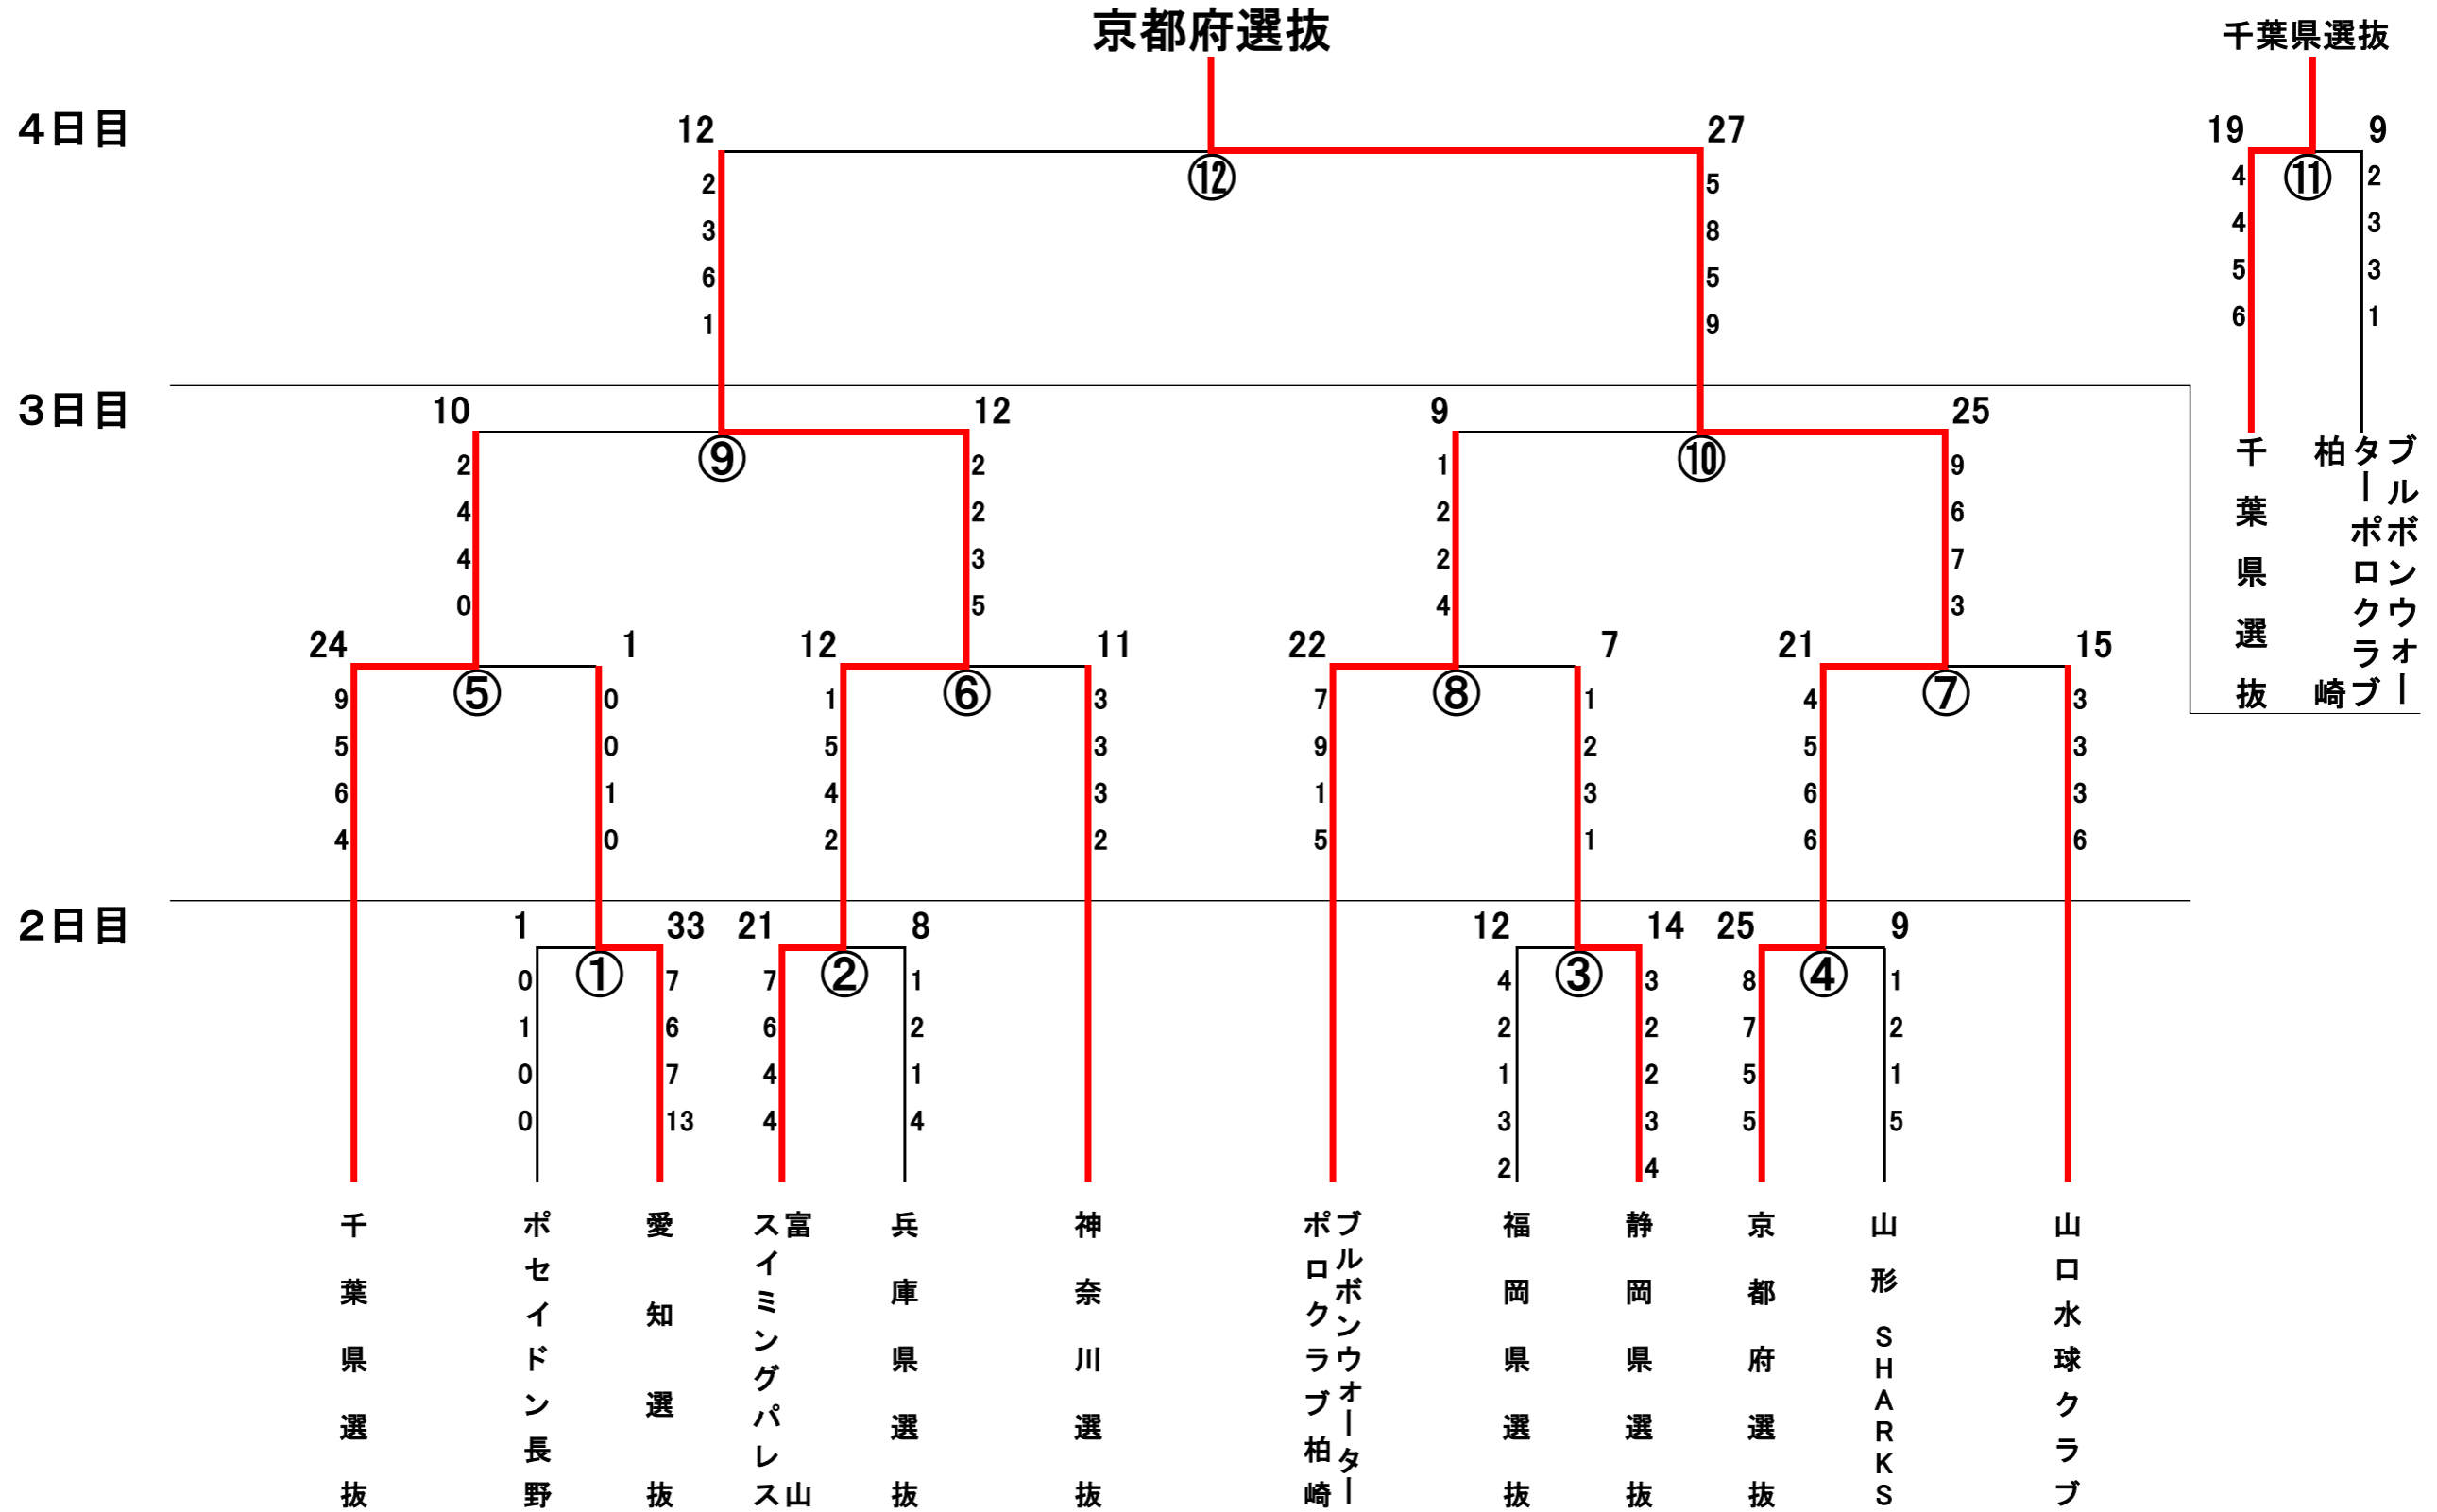 京都府選抜
千葉県選抜
4日目
12 27
19 9
⑫
⑪
2 5
3 8
6 5
1 9
4 2
4 3
5 3
6 1
千葉県選抜
ブルボンウォーターポロクラブ柏崎
3日目
10 12 9 25
⑨ ⑩
2 2 1 9
4 2 2 6
4 3 2 7
0 5 4 3
24 1 12 11 22 7 21 15
⑤ ⑥ ⑧ ⑦
9 0 1 3 7 1 4 3
5 0 5 3 9 2 5 3
6 1 4 3 1 3 6 3
4 0 2 2 5 1 6 6
2日目
1 33 21 8 12 14 25 9
① ② ③ ④
0 7 7 1 4 3 8 1
1 6 6 2 2 2 7 2
0 7 4 1 1 2 5 1
0 13 4 4 3 3 5 5
2 4
千葉県選抜
ポセイドン長野
愛知選抜
富山
スイミングパレス
兵庫県選抜
神奈川選抜
ブルボンウォーター
ポロクラブ柏崎
福岡県選抜
静岡県選抜
京都府選抜
山形SHARKS
山口水球クラブ